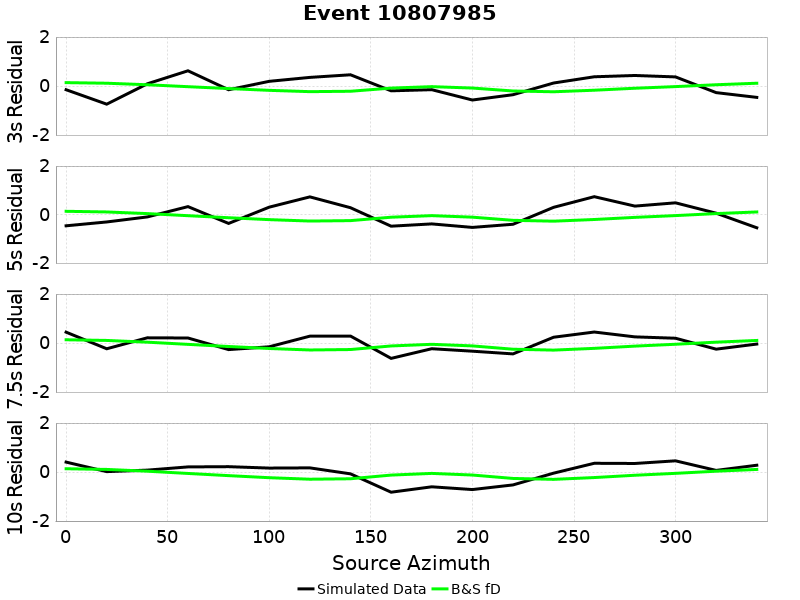 Event 10807985
3s Residual
2
0
-2
5s Residual
2
0
-2
7.5s Residual
2
0
-2
10s Residual
2
0
-2
0 50 100 150 200 250 300
Source Azimuth
Simulated Data B&S fD